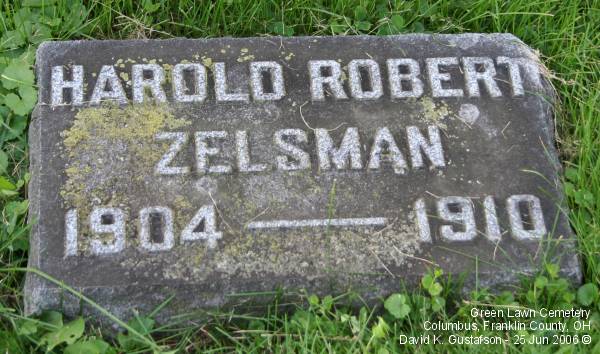 HAROLD ROBERT
ZELSMAN
1904 — 1910
Green Lawn Cemetery
Columbus, Franklin County, OH
David K. Gustafson - 25 Jun 2006 ©